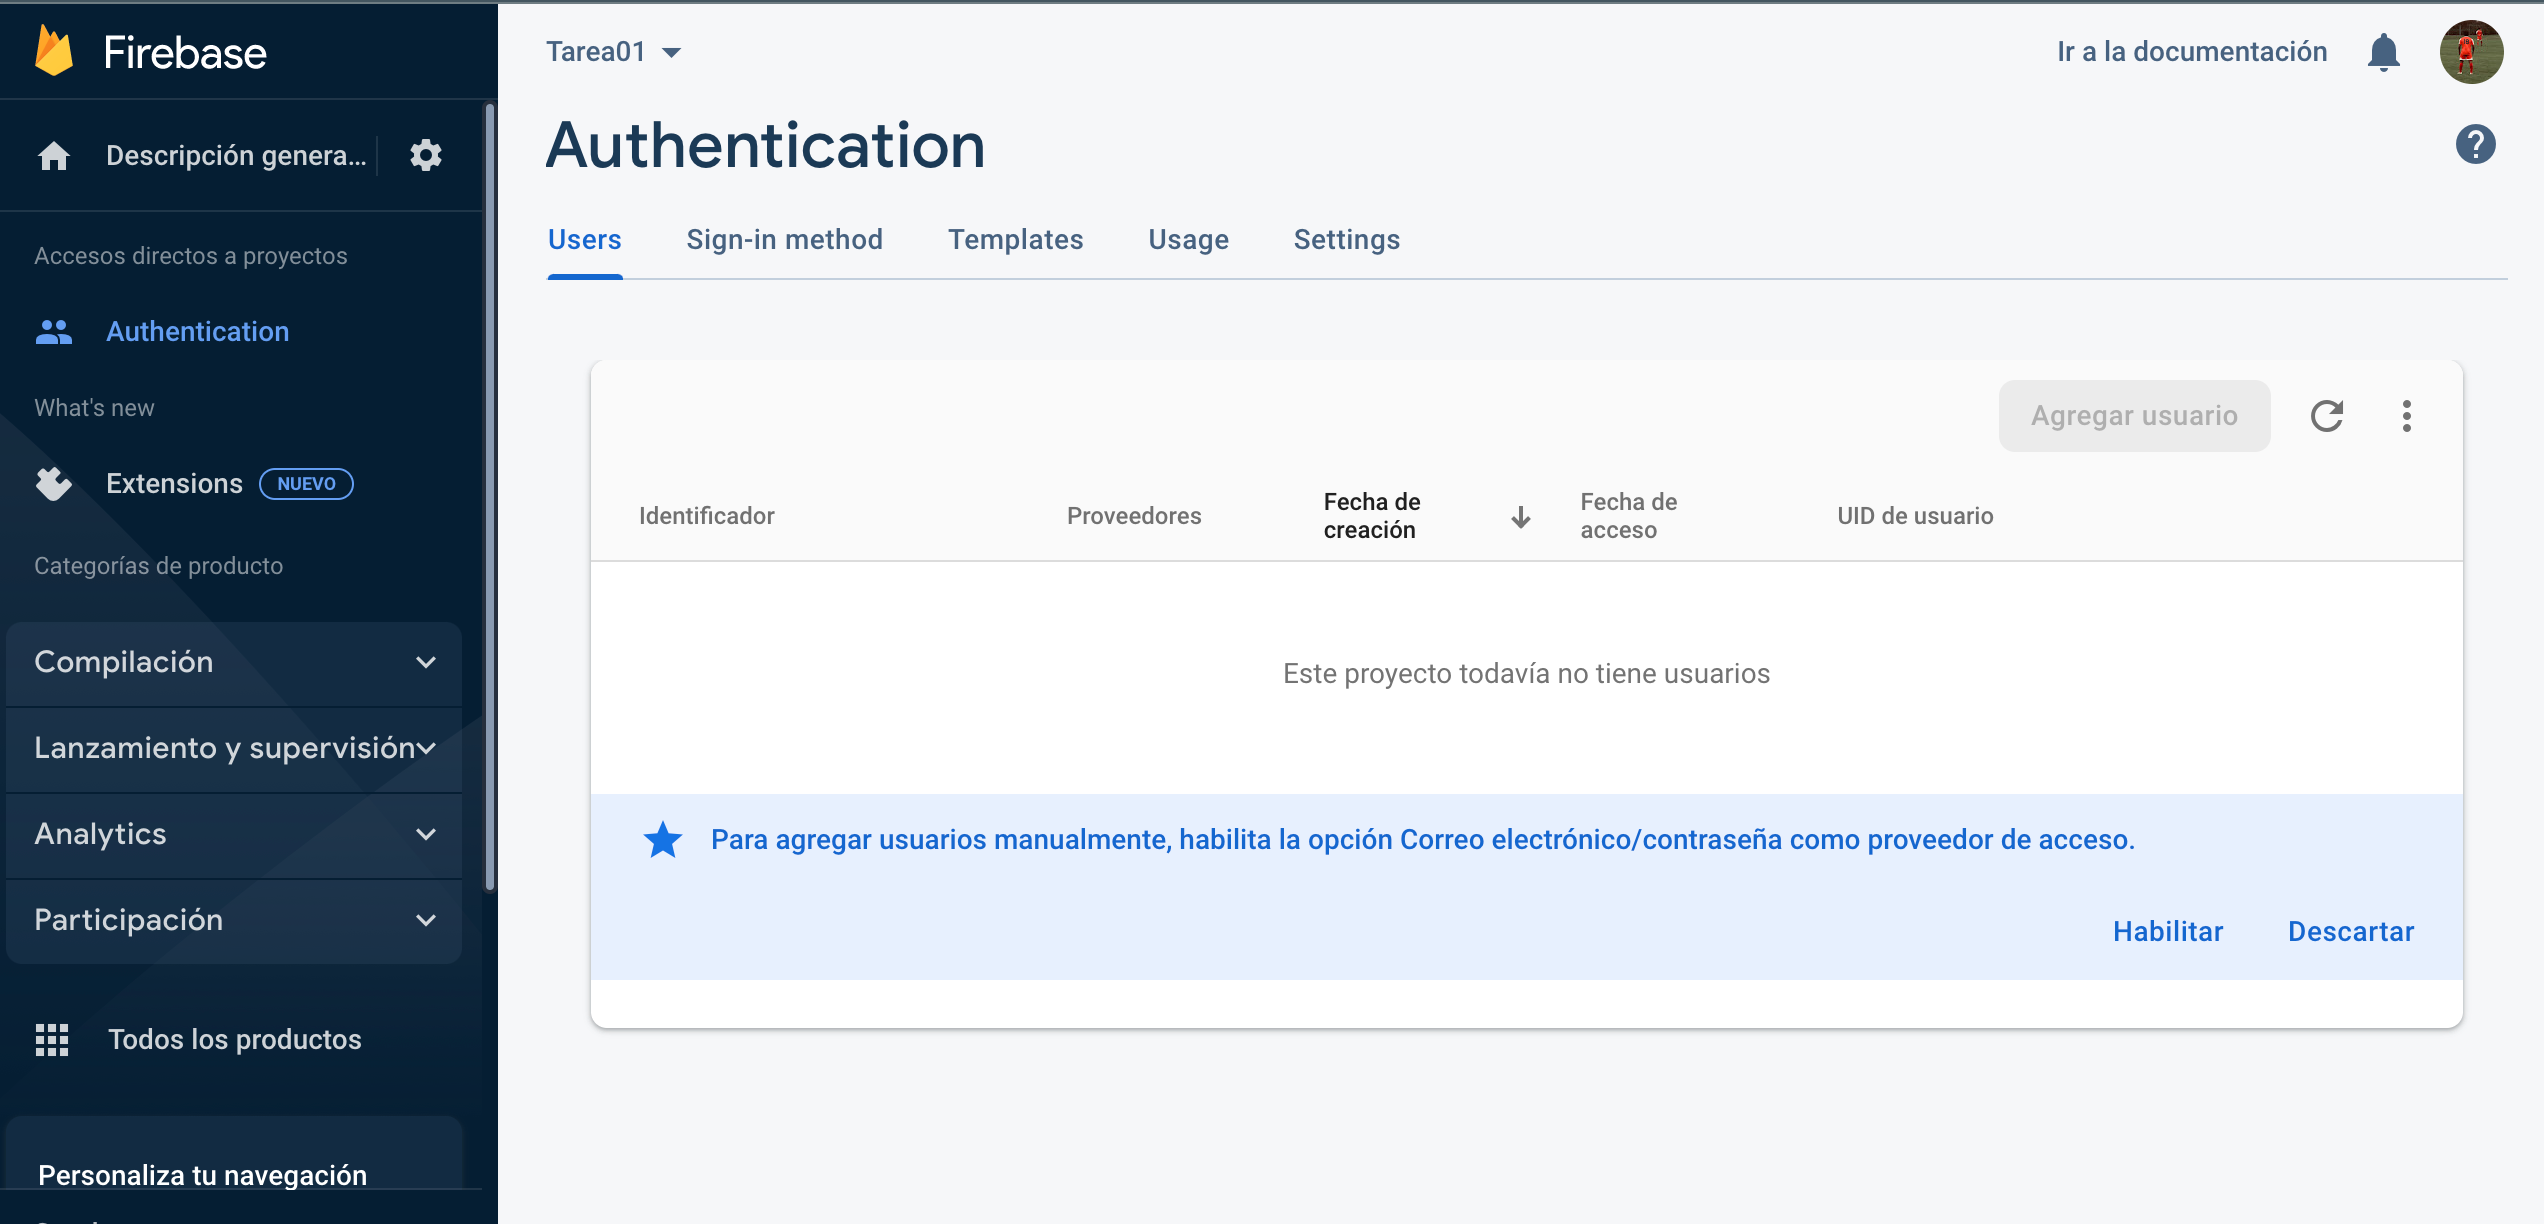 Firebase
Descripción genera...
Accesos directos a proyectos
Authentication
What's new
Extensions NUEVO
Categorías de producto
Compilación
Lanzamiento y supervisión
Analytics
Participación
Todos los productos
Personaliza tu navegación
Tarea01
Ir a la documentación
Authentication
Users Sign-in method Templates Usage Settings
Agregar usuario
Identificador
Proveedores
Fecha de
creación
Fecha de
acceso
UID de usuario
Este proyecto todavía no tiene usuarios
Para agregar usuarios manualmente, habilita la opción Correo electrónico/contraseña como proveedor de acceso.
Habilitar Descartar